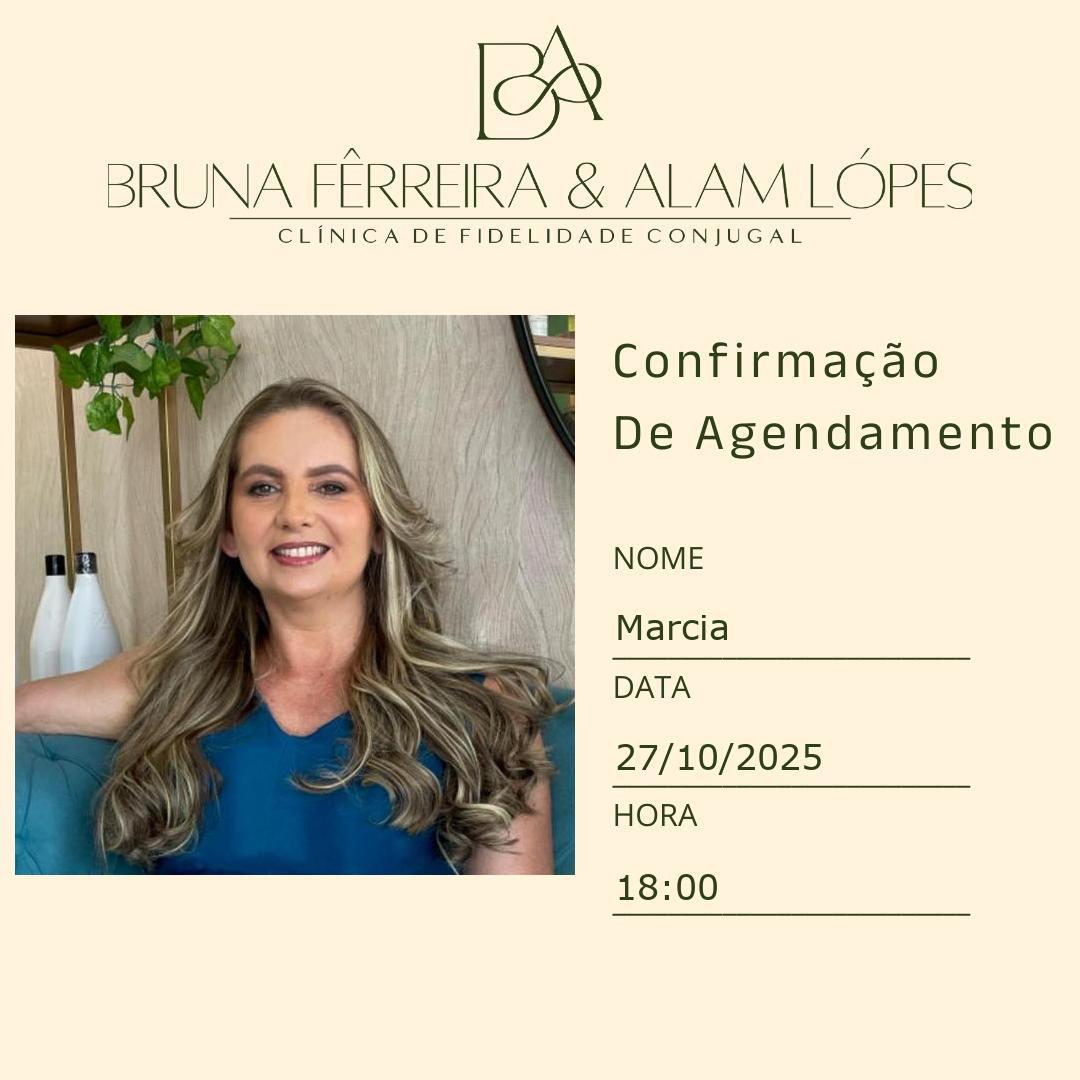 BA
BRUNA FÊRREIRA & ALAM LÓPES
CLÍNICA DE FIDELIDADE CONJUGAL
Confirmação
De Agendamento
NOME
Marcia
DATA
27/10/2025
HORA
18:00